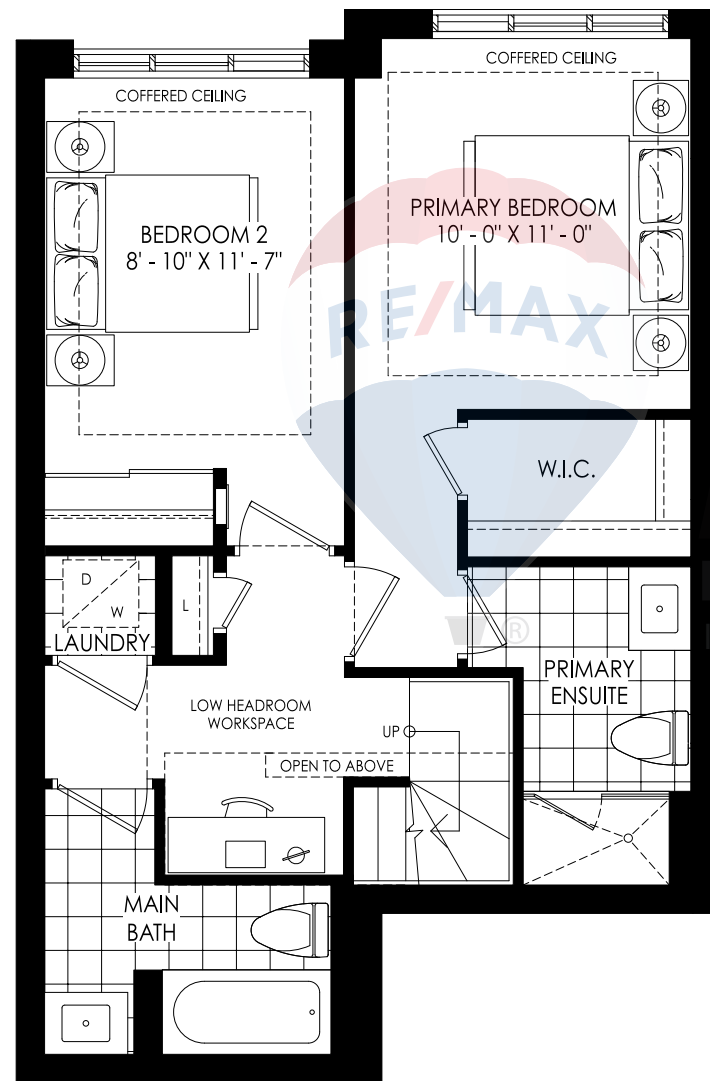 COFFERED CEILING
COFFERED CEILING
BEDROOM 2
8' - 10" X 11' - 7"
PRIMARY BEDROOM
10' - 0" X 11' - 0"
RE/MAX
W.I.C.
D
W
L
LAUNDRY
®
PRIMARY
ENSUITE
LOW HEADROOM
WORKSPACE
UP
OPEN TO ABOVE
MAIN
BATH